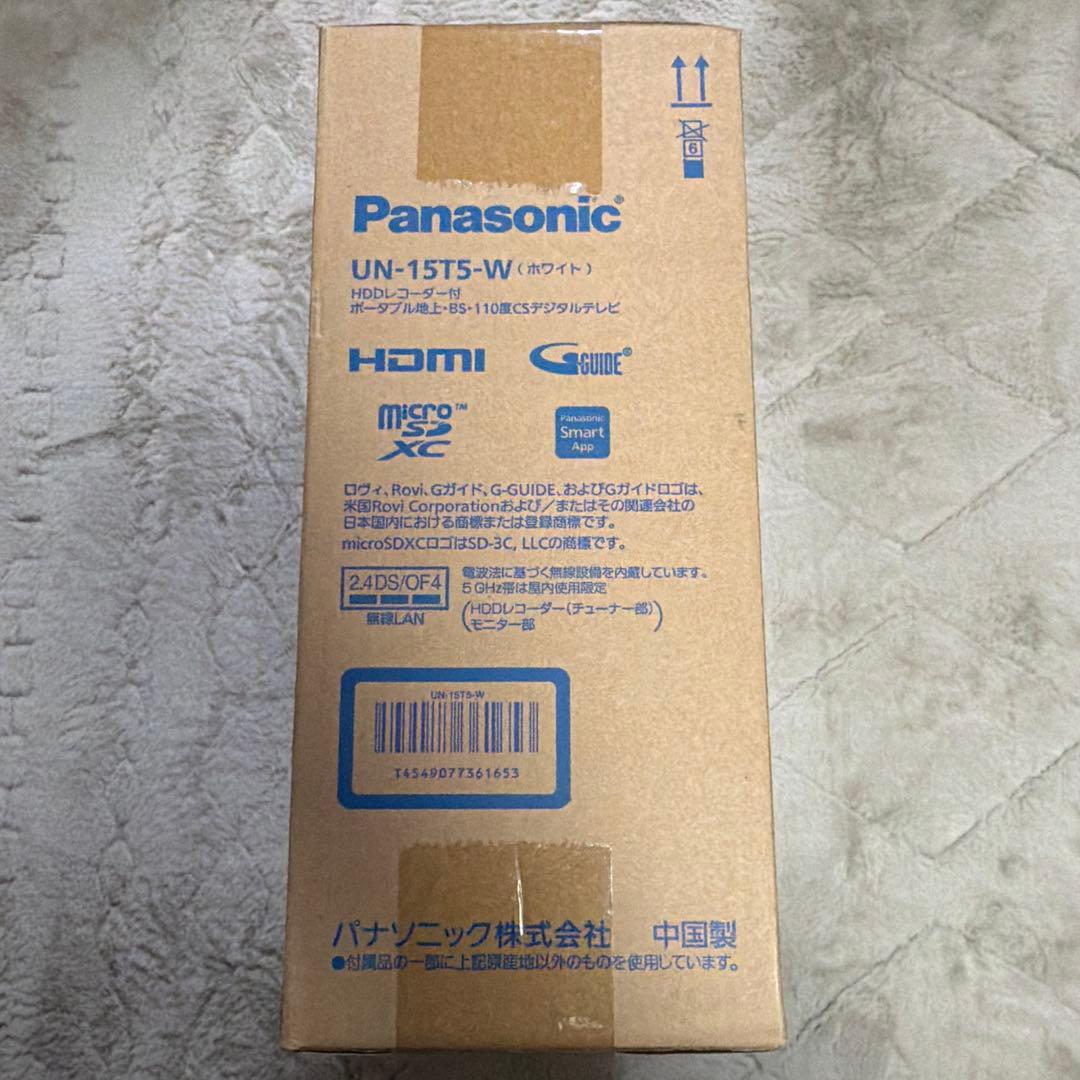 6
Panasonic®
UN-15T5-W（ホワイト）
HDDレコーダー付
ポータブル地上・BS・110度CSデジタルテレビ
HDMI
G-GUIDE®
micro SD XC™
Panasonic
Smart
App
ロヴィ、Rovi、Gガイド、G-GUIDE、およびGガイドロゴは、
米国Rovi Corporationおよび／またはその関連会社の
日本国内における商標または登録商標です。
microSDXCロゴはSD-3C, LLCの商標です。
2.4DS/OF4
無線LAN
電波法に基づく無線設備を内蔵しています。
5GHz帯は屋内使用限定
（HDDレコーダー（チューナー部）
モニター部）
UN-15T5-W
T4549077361653
パナソニック株式会社 中国製
●付属品の一部に上記原産地以外のものを使用しています。